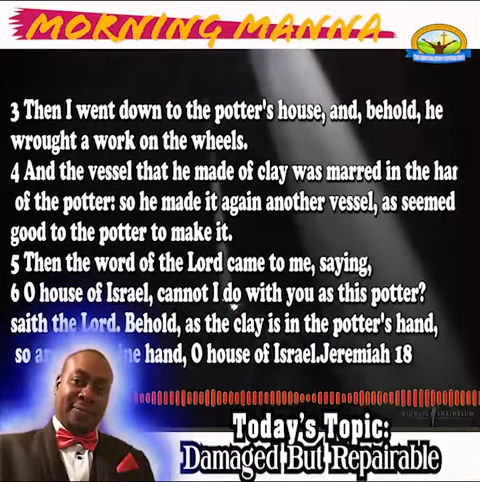 MORNING MANNA
3 Then I went down to the potter's house, and, behold, he
wrought a work on the wheels.
4 And the vessel that he made of clay was marred in the har
of the potter: so he made it again another vessel, as seemed
good to the potter to make it.
5 Then the word of the Lord came to me, saying,
6 O house of Israel, cannot I do with you as this potter?
saith the Lord. Behold, as the clay is in the potter's hand,
so ar ne hand, O house of Israel.Jeremiah 18
Today's Topic:
Damaged But Repairable